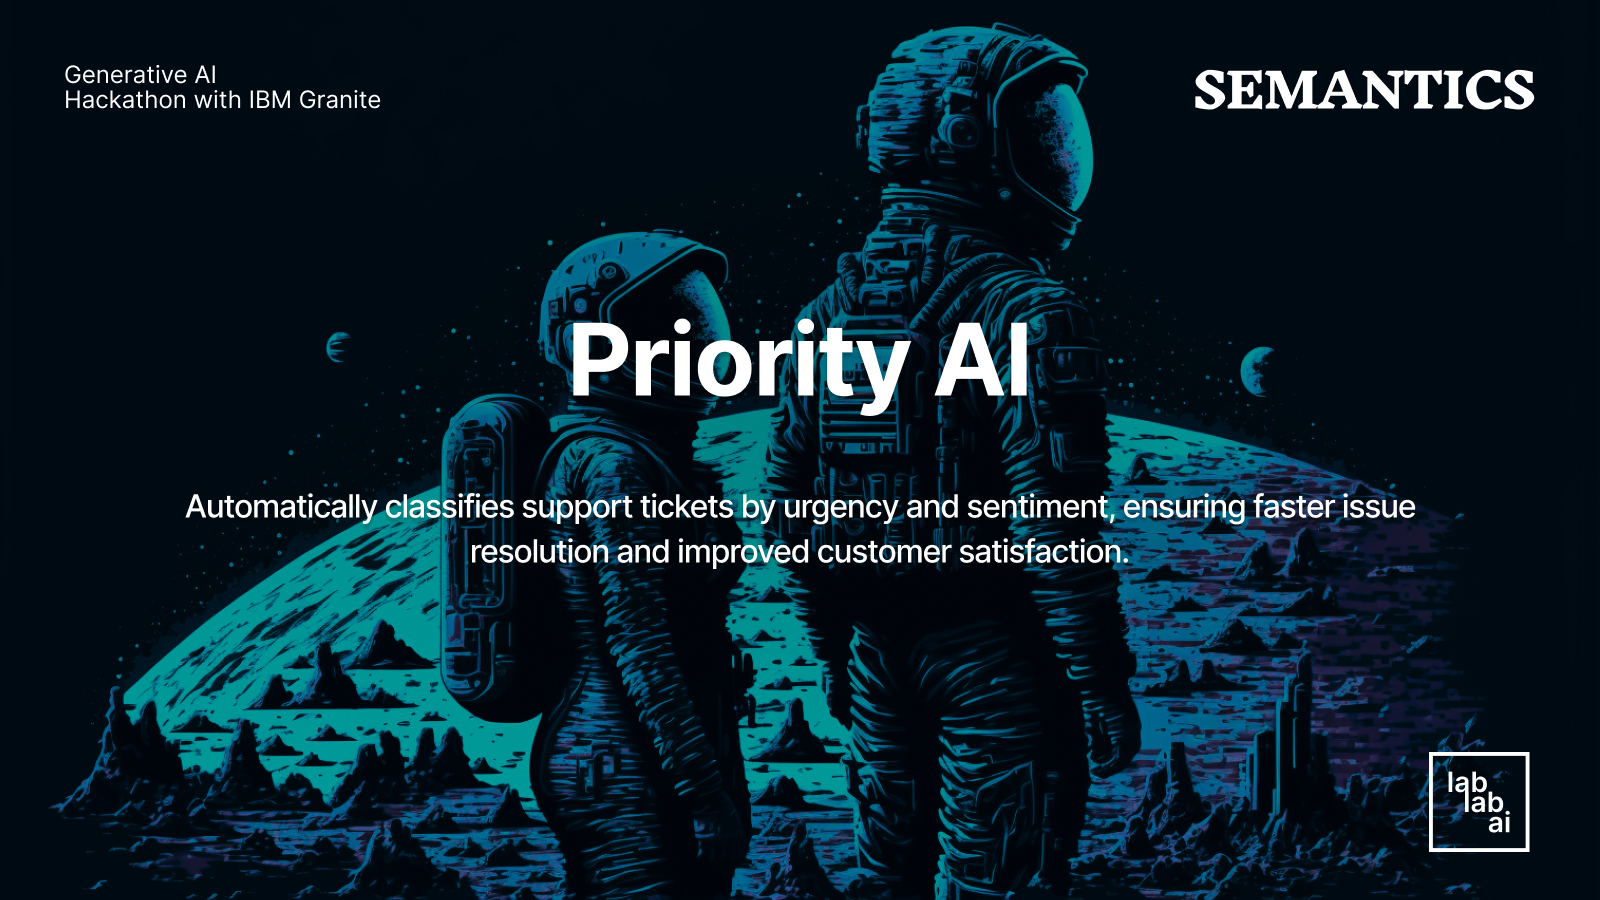 Generative AI
Hackathon with IBM Granite
SEMANTICS
Priority AI
Automatically classifies support tickets by urgency and sentiment, ensuring faster issue
resolution and improved customer satisfaction.
lab
lab
ai